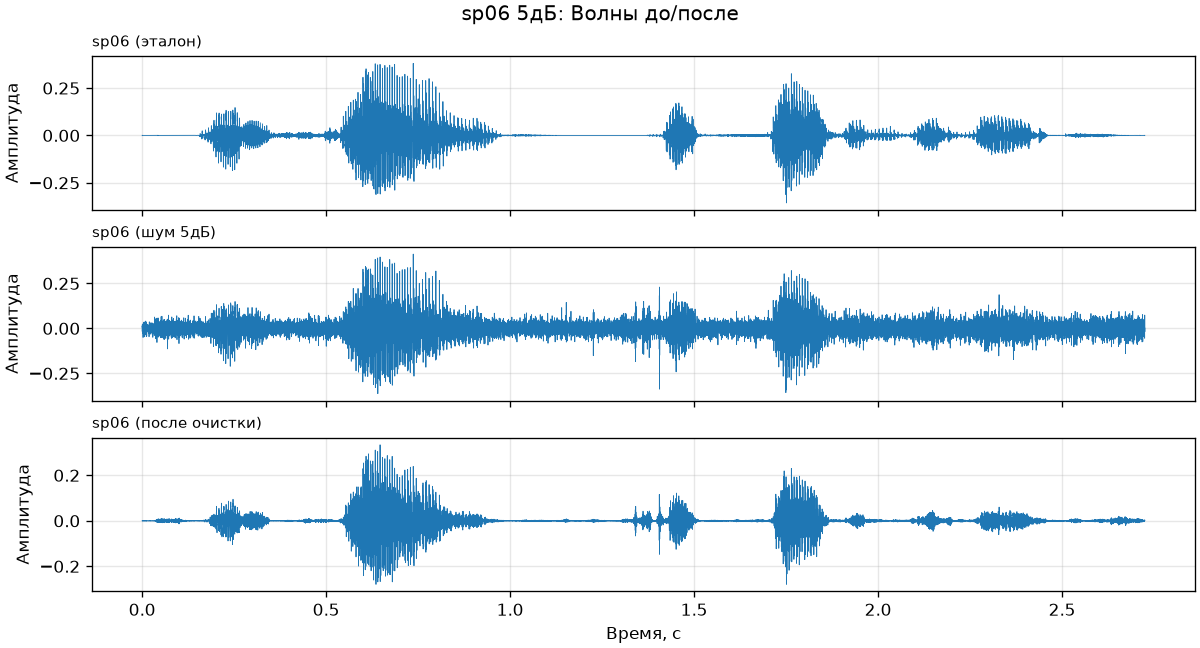 sp06 5дБ: Волны до/после
sp06 (эталон)
Амплитуда
0.25
0.00
−0.25
sp06 (шум 5дБ)
Амплитуда
0.25
0.00
−0.25
sp06 (после очистки)
Амплитуда
0.2
0.0
−0.2
0.0 0.5 1.0 1.5 2.0 2.5
Время, с